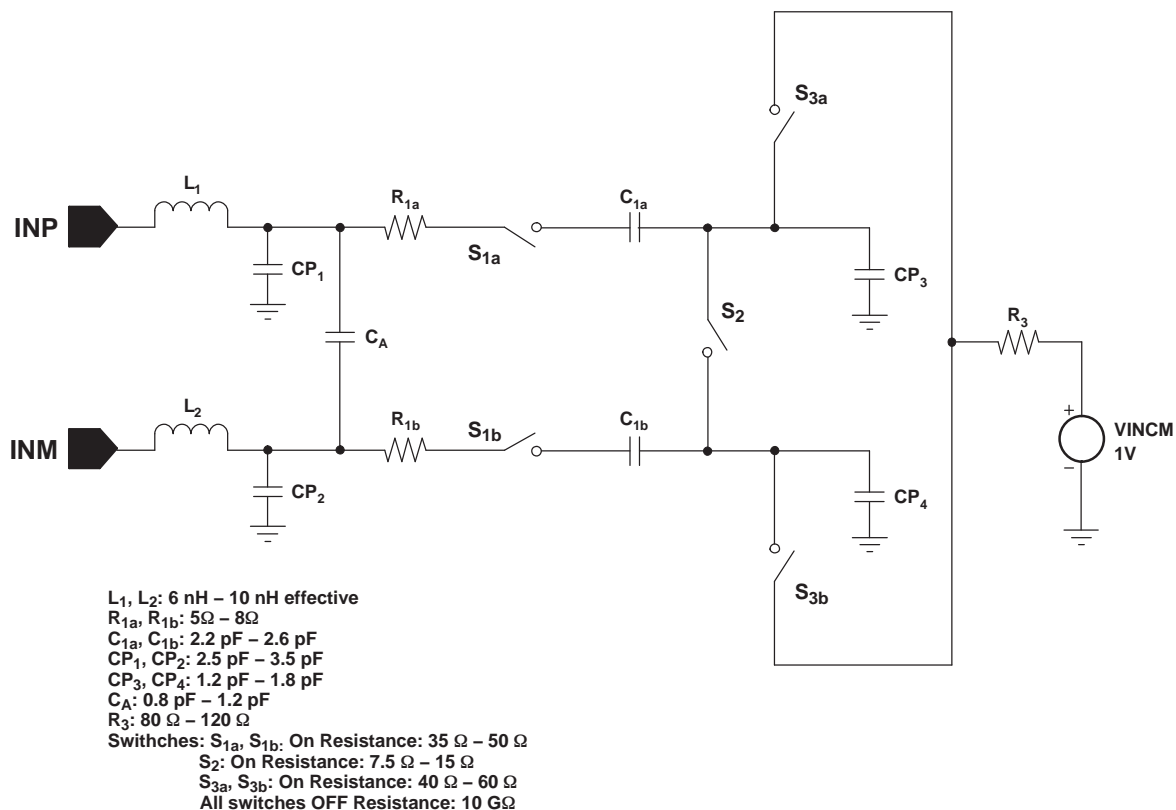 S3a
L1
R1a
C1a
INP
S1a
CP1
CP3
S2
R3
CA
L2
R1b
S1b
C1b
+
VINCM
INM
1V
–
CP2
CP4
S3b
L1, L2: 6 nH – 10 nH effective
R1a, R1b: 5Ω – 8Ω
C1a, C1b: 2.2 pF – 2.6 pF
CP1, CP2: 2.5 pF – 3.5 pF
CP3, CP4: 1.2 pF – 1.8 pF
CA: 0.8 pF – 1.2 pF
R3: 80 Ω – 120 Ω
Swithches: S1a, S1b: On Resistance: 35 Ω – 50 Ω
S2: On Resistance: 7.5 Ω – 15 Ω
S3a, S3b: On Resistance: 40 Ω – 60 Ω
All switches OFF Resistance: 10 GΩ